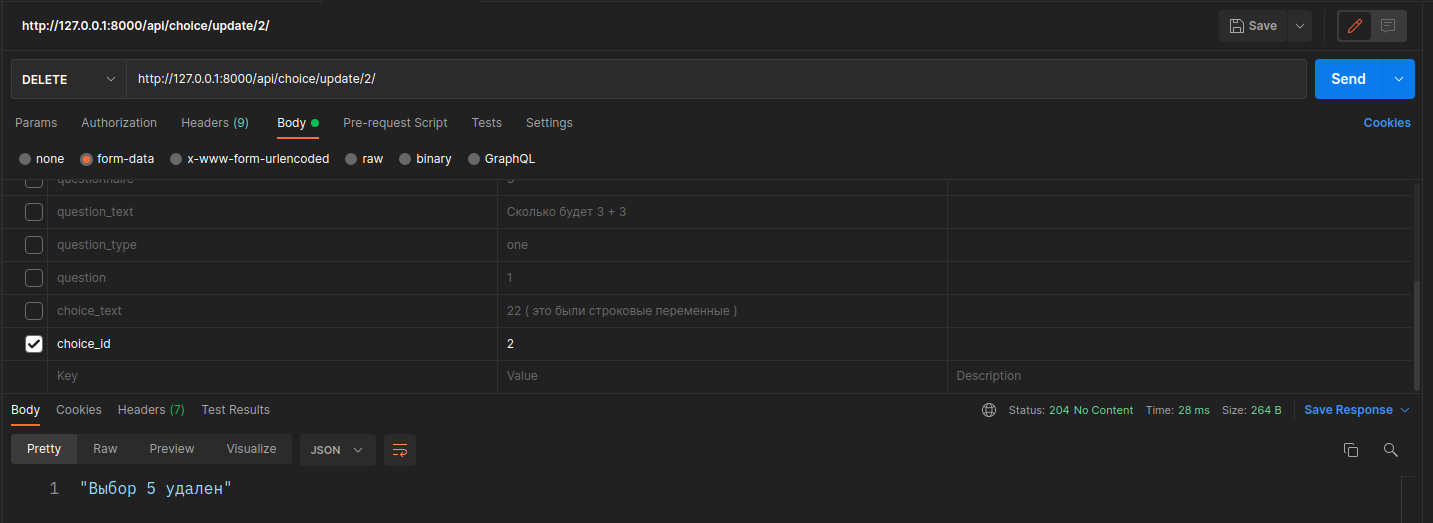 http://127.0.0.1:8000/api/choice/update/2/
Save
DELETE
http://127.0.0.1:8000/api/choice/update/2/
Send
Params Authorization Headers (9) Body Pre-request Script Tests Settings Cookies
none form-data x-www-form-urlencoded raw binary GraphQL
questionnaire 3
question_text Сколько будет 3 + 3
question_type one
question 1
choice_text 22 ( это были строковые переменные )
choice_id 2
Key Value Description
Body Cookies Headers (7) Test Results Status: 204 No Content Time: 28 ms Size: 264 B Save Response
Pretty Raw Preview Visualize JSON
1 "Выбор 5 удален"